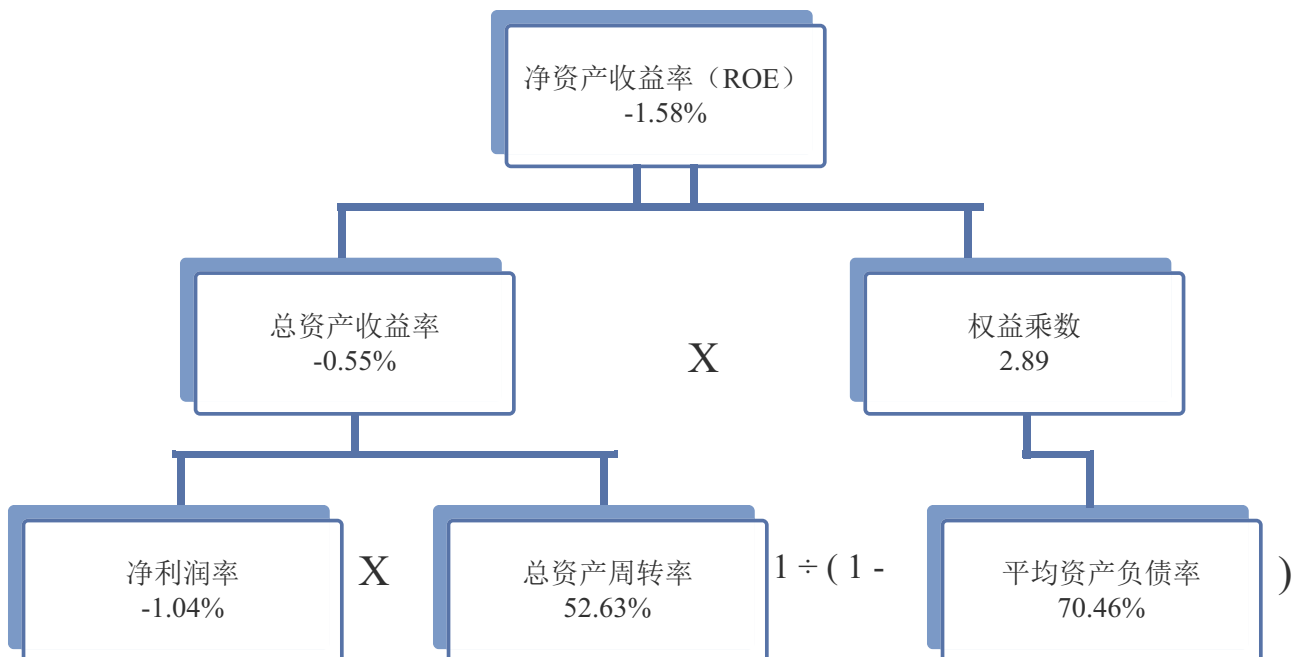 净资产收益率（ROE）
-1.58%
总资产收益率
-0.55%
X
权益乘数
2.89
净利润率
-1.04%
X
总资产周转率
52.63%
1 ÷ ( 1 -
平均资产负债率
70.46%
)